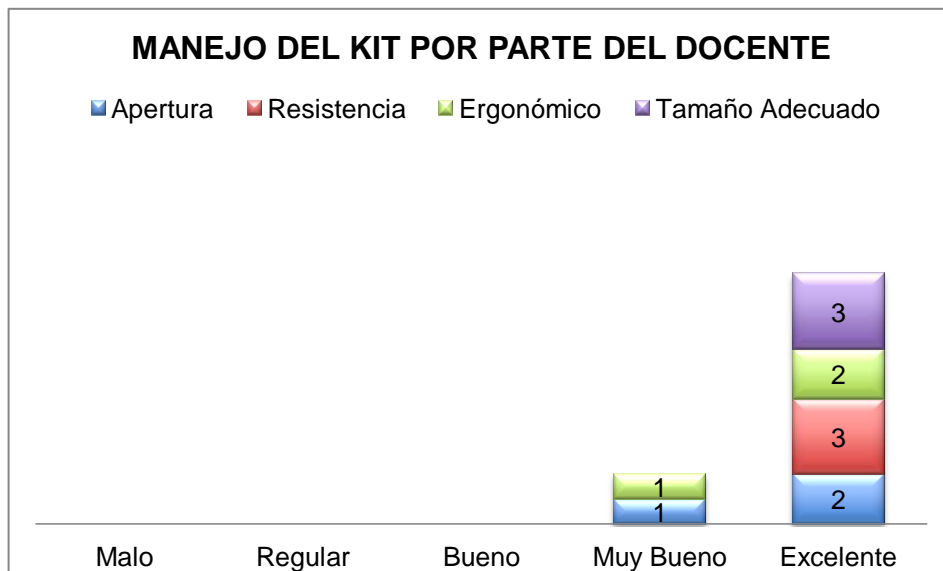 MANEJO DEL KIT POR PARTE DEL DOCENTE
Apertura Resistencia Ergonómico Tamaño Adecuado
3
2
3
2
1
1
Malo Regular Bueno Muy Bueno Excelente